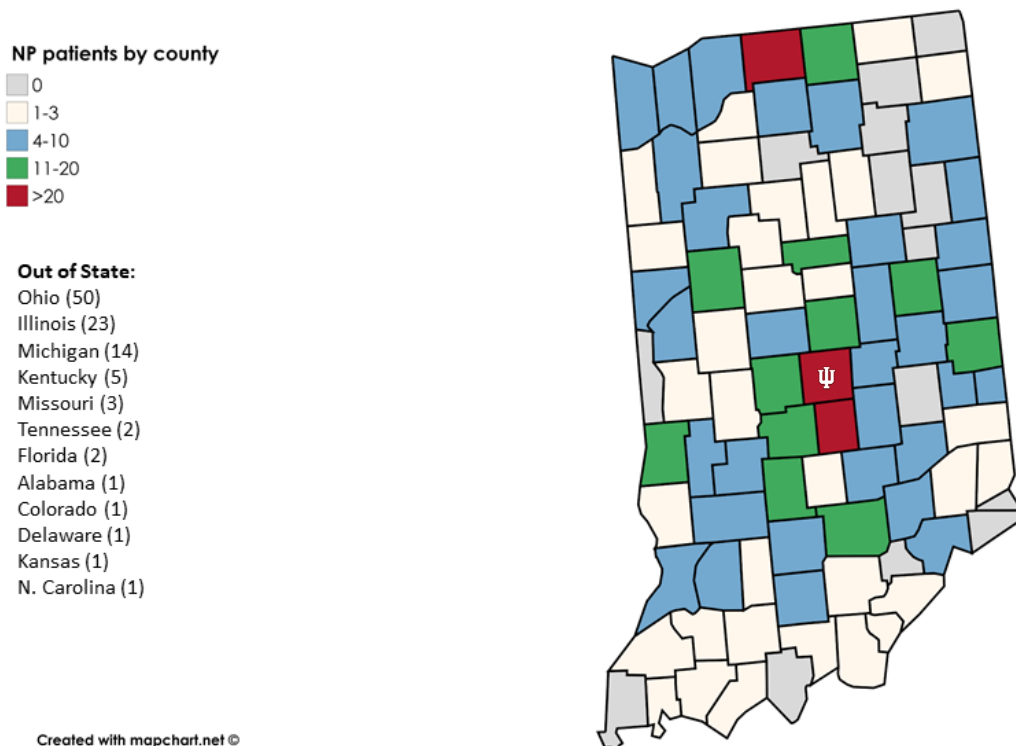 NP patients by county
0
1-3
4-10
11-20
>20
Out of State:
Ohio (50)
Illinois (23)
Michigan (14)
Kentucky (5)
Missouri (3)
Tennessee (2)
Florida (2)
Alabama (1)
Colorado (1)
Delaware (1)
Kansas (1)
N. Carolina (1)
Created with mapchart.net ©